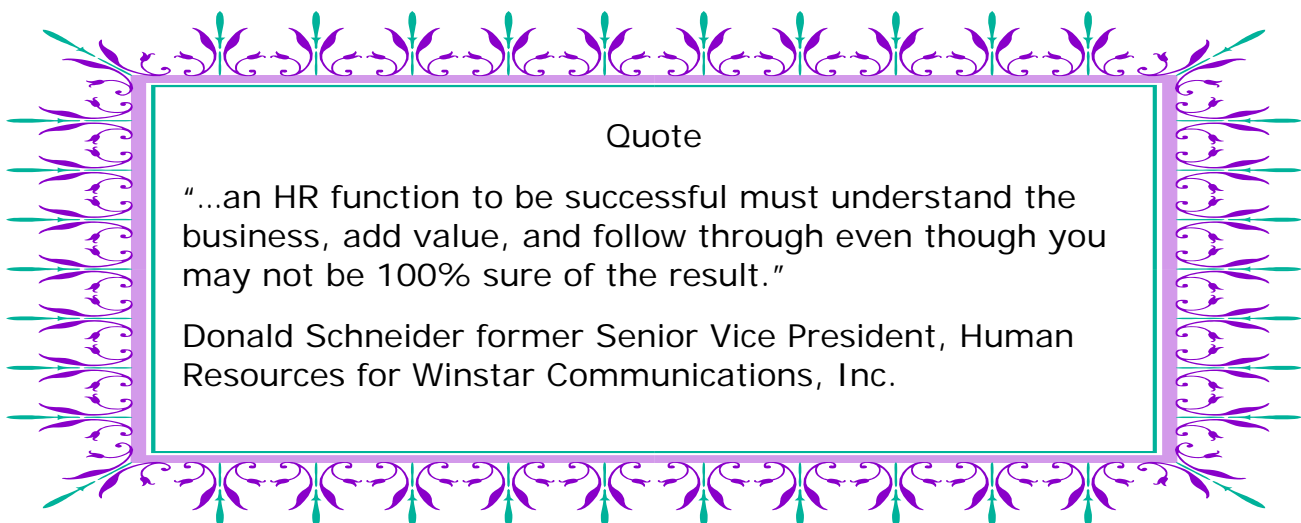 Quote
“…an HR function to be successful must understand the
business, add value, and follow through even though you
may not be 100% sure of the result.”
Donald Schneider former Senior Vice President, Human
Resources for Winstar Communications, Inc.